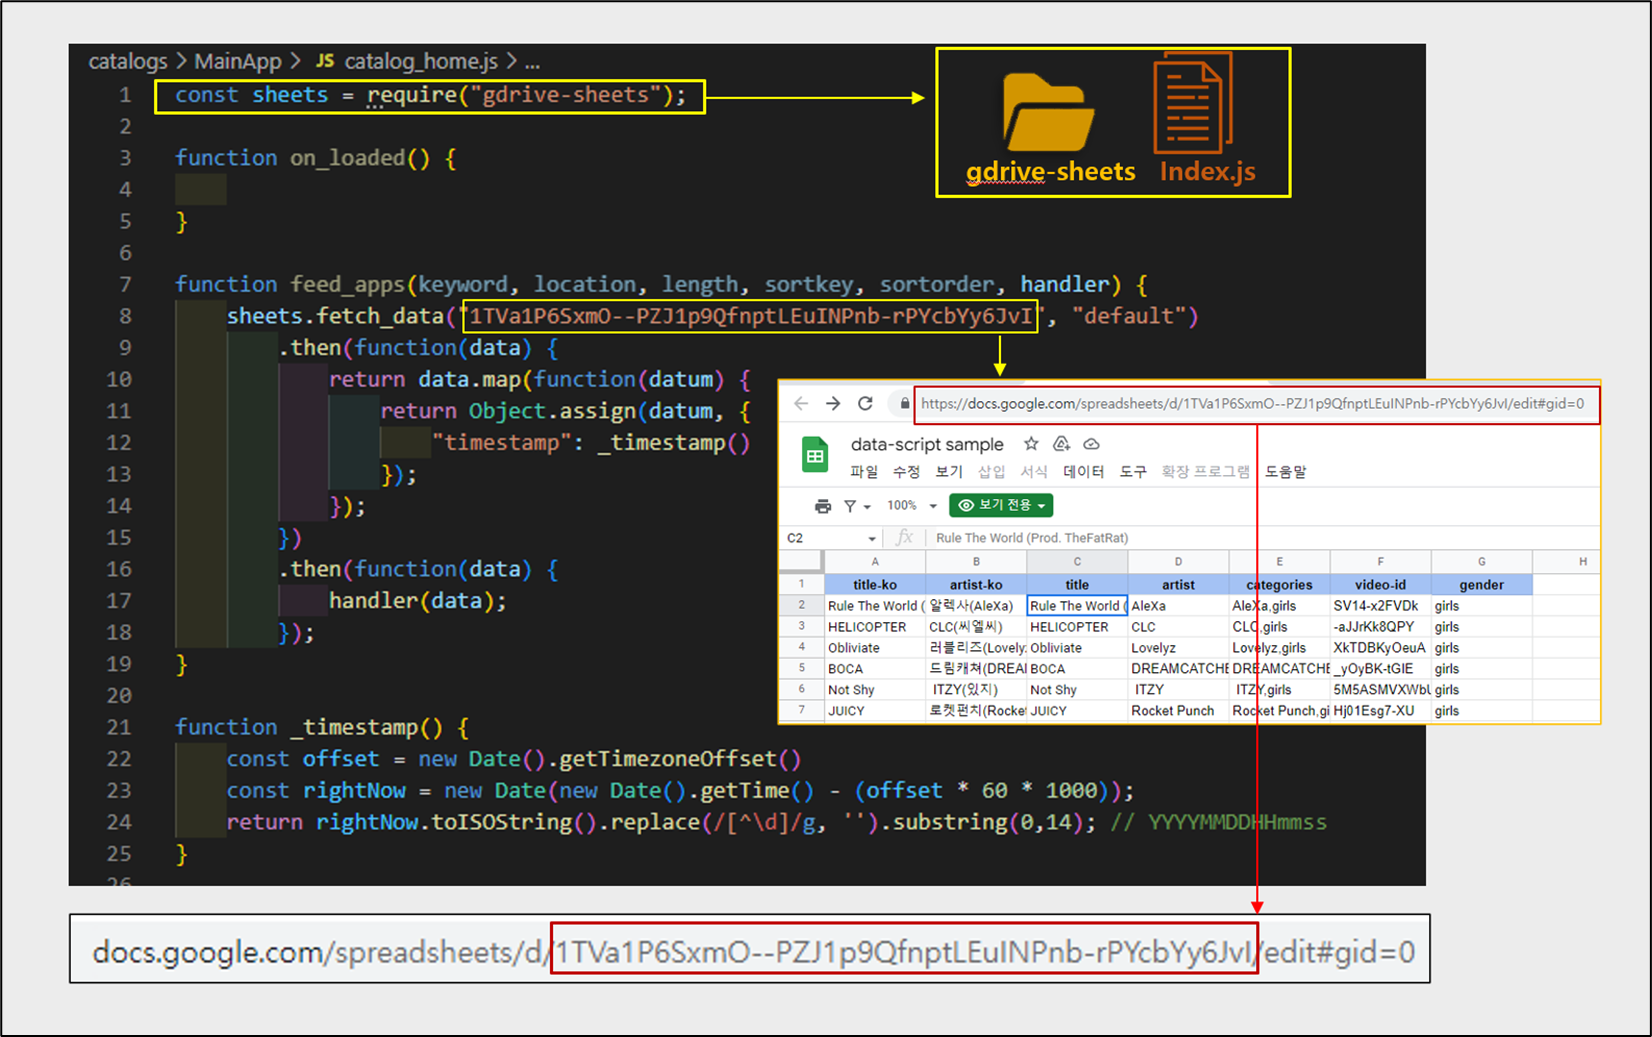 catalogs > MainApp > JS catalog_home.js > ...
1 const sheets = require("gdrive-sheets");
2
3 function on_loaded() {
4
5 }
6
7 function feed_apps(keyword, location, length, sortkey, sortorder, handler) {
8 sheets.fetch_data("1TVa1P6SxmO--PZJ1p9QfnptLEuINPnb-rPYcbYy6JvI", "default")
9 .then(function(data) {
10 return data.map(function(datum) {
11 return Object.assign(datum, {
12 "timestamp": _timestamp()
13 });
14 });
15 })
16 .then(function(data) {
17 handler(data);
18 });
19 }
20
21 function _timestamp() {
22 const offset = new Date().getTimezoneOffset()
23 const rightNow = new Date(new Date().getTime() - (offset * 60 * 1000));
24 return rightNow.toISOString().replace(/[^\d]/g, '').substring(0,14); // YYYYMMDDHHmmss
25 }
26
gdrive-sheets Index.js
https://docs.google.com/spreadsheets/d/1TVa1P6SxmO--PZJ1p9QfnptLEuINPnb-rPYcbYy6JvI/edit#gid=0
data-script sample
파일 수정 보기 삽입 서식 데이터 도구 확장 프로그램 도움말
100% 보기 전용
C2 fx Rule The World (Prod. TheFatRat)
A B C D E F G H
1 title-ko artist-ko title artist categories video-id gender
2 Rule The World ( 알렉사(AleXa) Rule The World ( AleXa AleXa,girls SV14-x2FVDk girls
3 HELICOPTER CLC(씨엘씨) HELICOPTER CLC CLC,girls -aJJrKk8QPY girls
4 Obliviate 러블리즈(Lovelyz Obliviate Lovelyz Lovelyz,girls XkTDBKyOeuA girls
5 BOCA 드림캐쳐(DREAM BOCA DREAMCATCHE DREAMCATCHE _yOyBK-tGIE girls
6 Not Shy ITZY(있지) Not Shy ITZY ITZY,girls 5M5ASMVXWbU girls
7 JUICY 로켓펀치(Rocket JUICY Rocket Punch Rocket Punch,gi Hj01Esg7-XU girls
docs.google.com/spreadsheets/d/1TVa1P6SxmO--PZJ1p9QfnptLEuINPnb-rPYcbYy6JvI/edit#gid=0